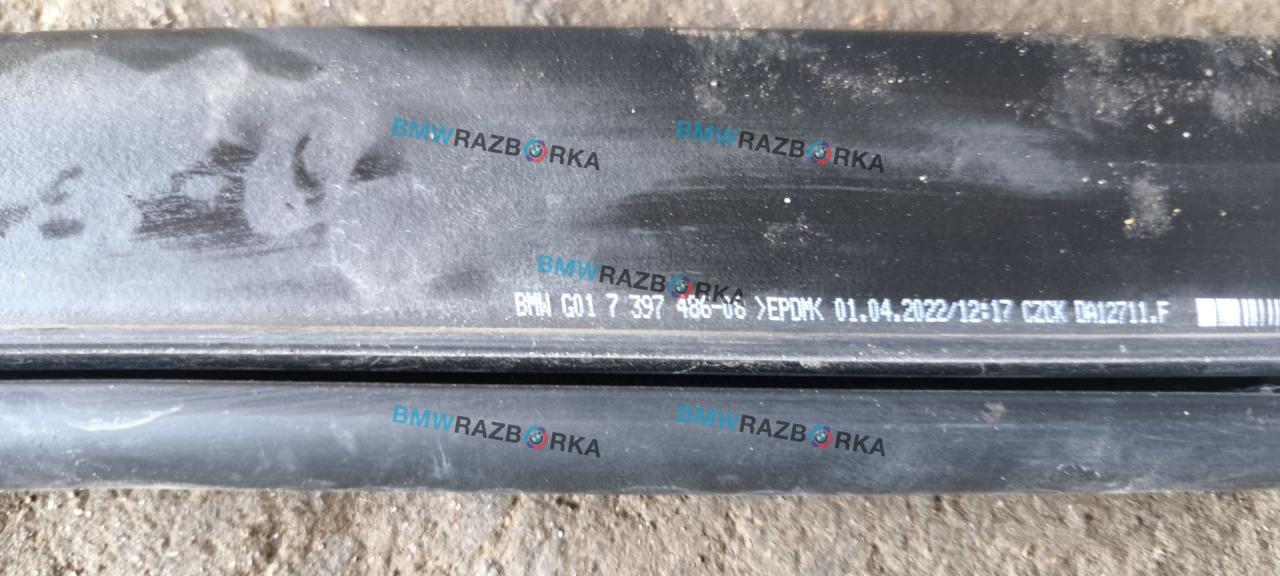 BMWRAZBORKA BMWRAZBORKA
BMWRAZBORKA
BMW G01 7 397 486-08 >EPDM< 01.04.2022/12:17 CZCK DA12711.F
BMWRAZBORKA BMWRAZBORKA